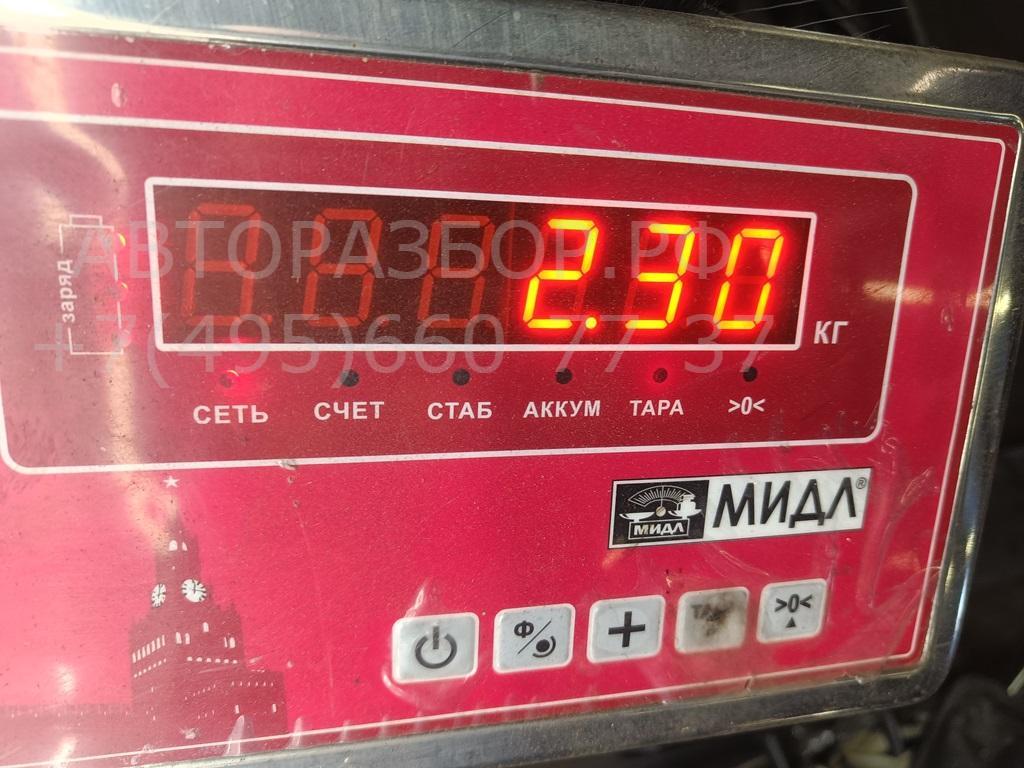 АВТОРАЗБОР.РФ
+7(495)660 77 37
заряд
2.30
КГ
СЕТЬ СЧЕТ СТАБ АККУМ ТАРА >0<
МИДЛ МИДЛ®
Ф
>0<